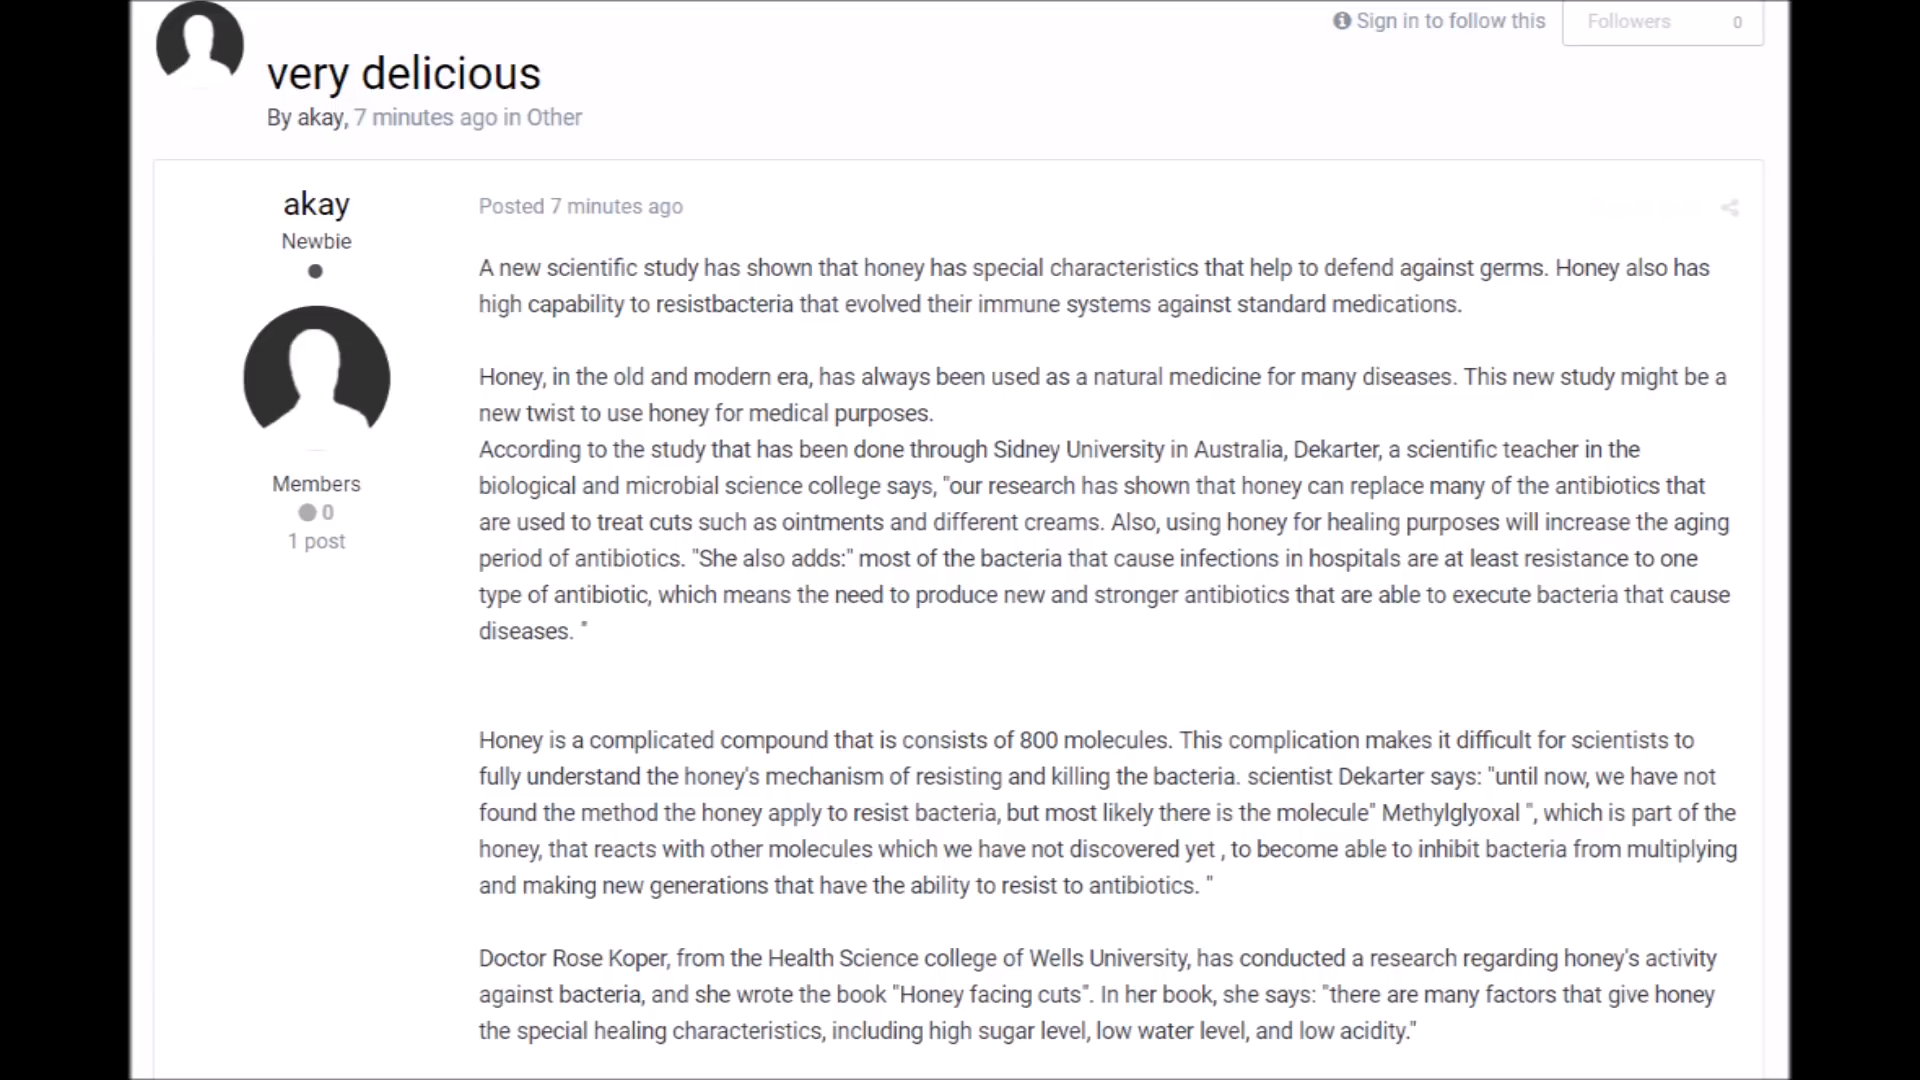 Sign in to follow this
Followers 0
very delicious
By akay, 7 minutes ago in Other
akay
Newbie
Members
0
1 post
Posted 7 minutes ago
A new scientific study has shown that honey has special characteristics that help to defend against germs. Honey also has
high capability to resistbacteria that evolved their immune systems against standard medications.
Honey, in the old and modern era, has always been used as a natural medicine for many diseases. This new study might be a
new twist to use honey for medical purposes.
According to the study that has been done through Sidney University in Australia, Dekarter, a scientific teacher in the
biological and microbial science college says, "our research has shown that honey can replace many of the antibiotics that
are used to treat cuts such as ointments and different creams. Also, using honey for healing purposes will increase the aging
period of antibiotics. "She also adds:" most of the bacteria that cause infections in hospitals are at least resistance to one
type of antibiotic, which means the need to produce new and stronger antibiotics that are able to execute bacteria that cause
diseases. "
Honey is a complicated compound that is consists of 800 molecules. This complication makes it difficult for scientists to
fully understand the honey's mechanism of resisting and killing the bacteria. scientist Dekarter says: "until now, we have not
found the method the honey apply to resist bacteria, but most likely there is the molecule" Methylglyoxal ", which is part of the
honey, that reacts with other molecules which we have not discovered yet , to become able to inhibit bacteria from multiplying
and making new generations that have the ability to resist to antibiotics. "
Doctor Rose Koper, from the Health Science college of Wells University, has conducted a research regarding honey's activity
against bacteria, and she wrote the book "Honey facing cuts". In her book, she says: "there are many factors that give honey
the special healing characteristics, including high sugar level, low water level, and low acidity."